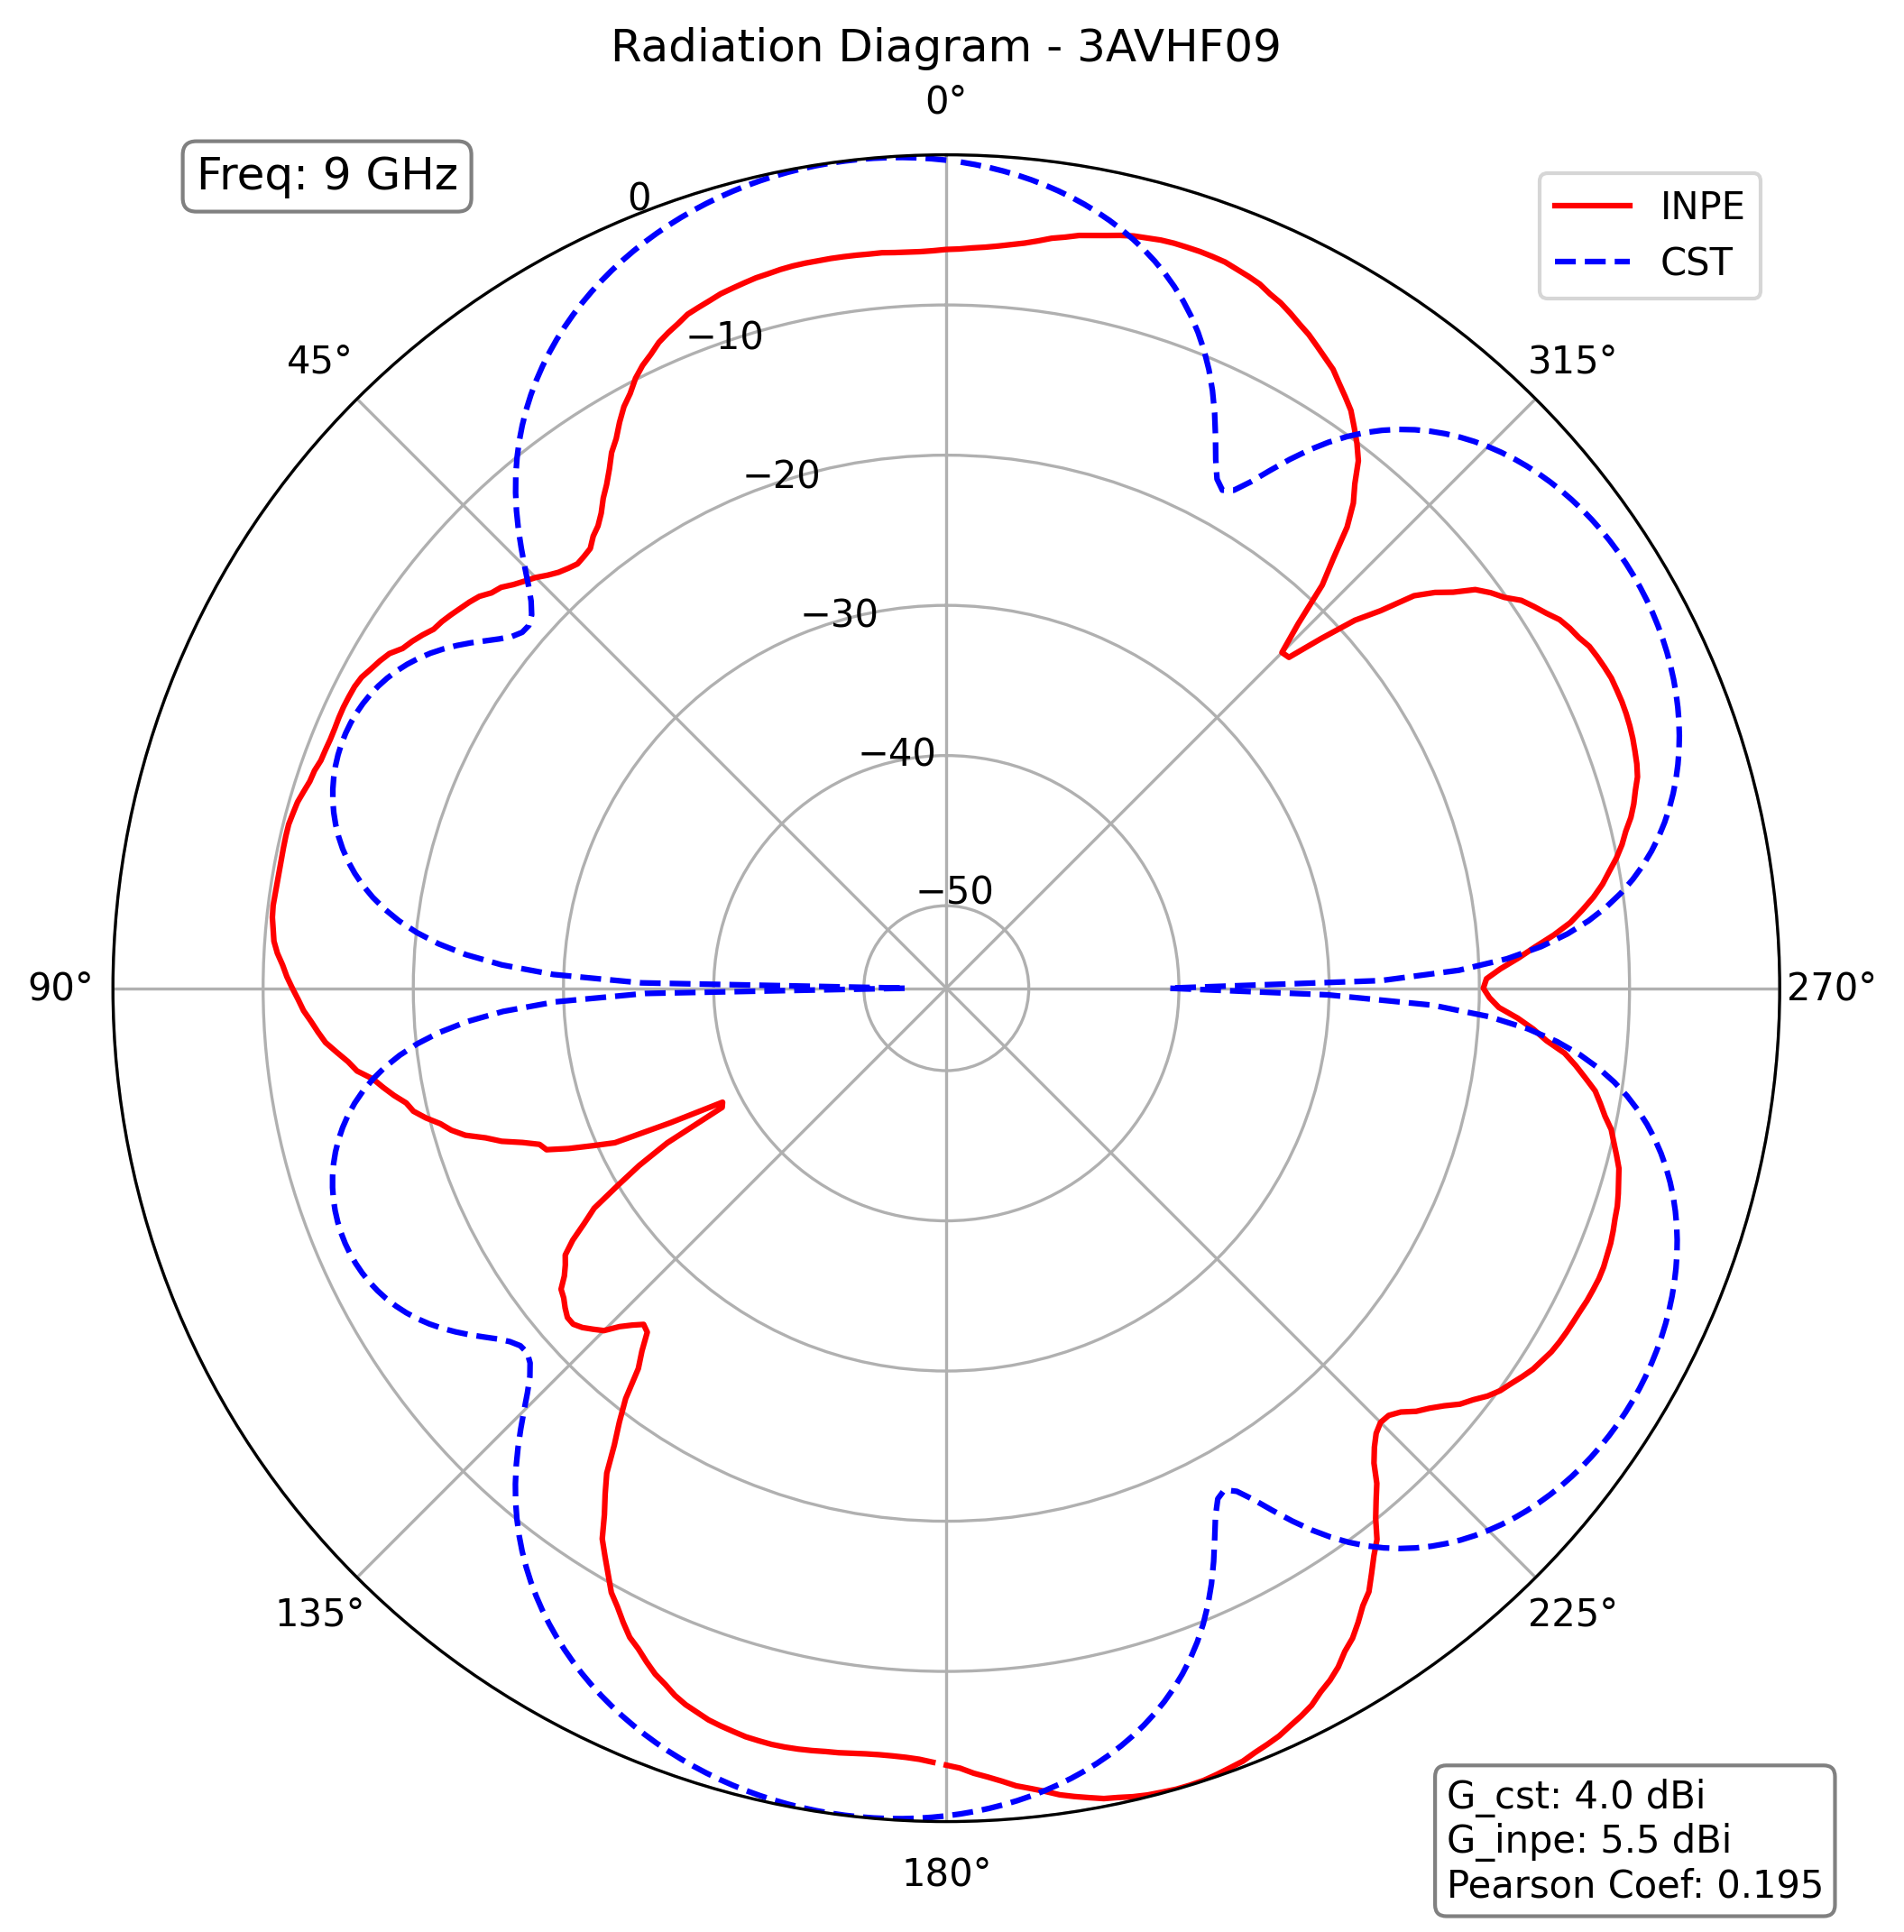 Radiation Diagram - 3AVHF09
0°
Freq: 9 GHz
0
INPE
CST
−10
45°
315°
−20
−30
−40
−50
90°
270°
135°
225°
180°
G_cst: 4.0 dBi
G_inpe: 5.5 dBi
Pearson Coef: 0.195